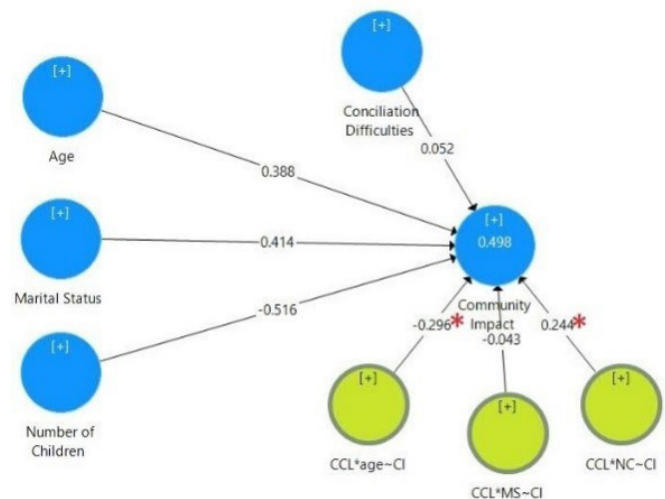 [+]
Age
[+]
Conciliation
Difficulties
0.388
0.052
[+]
Marital Status
0.414
[+]
0.498
Community
Impact
[+]
Number of
Children
-0.516
-0.296*
-0.043
0.244*
[+]
CCL*age~CI
[+]
CCL*MS~CI
[+]
CCL*NC~CI